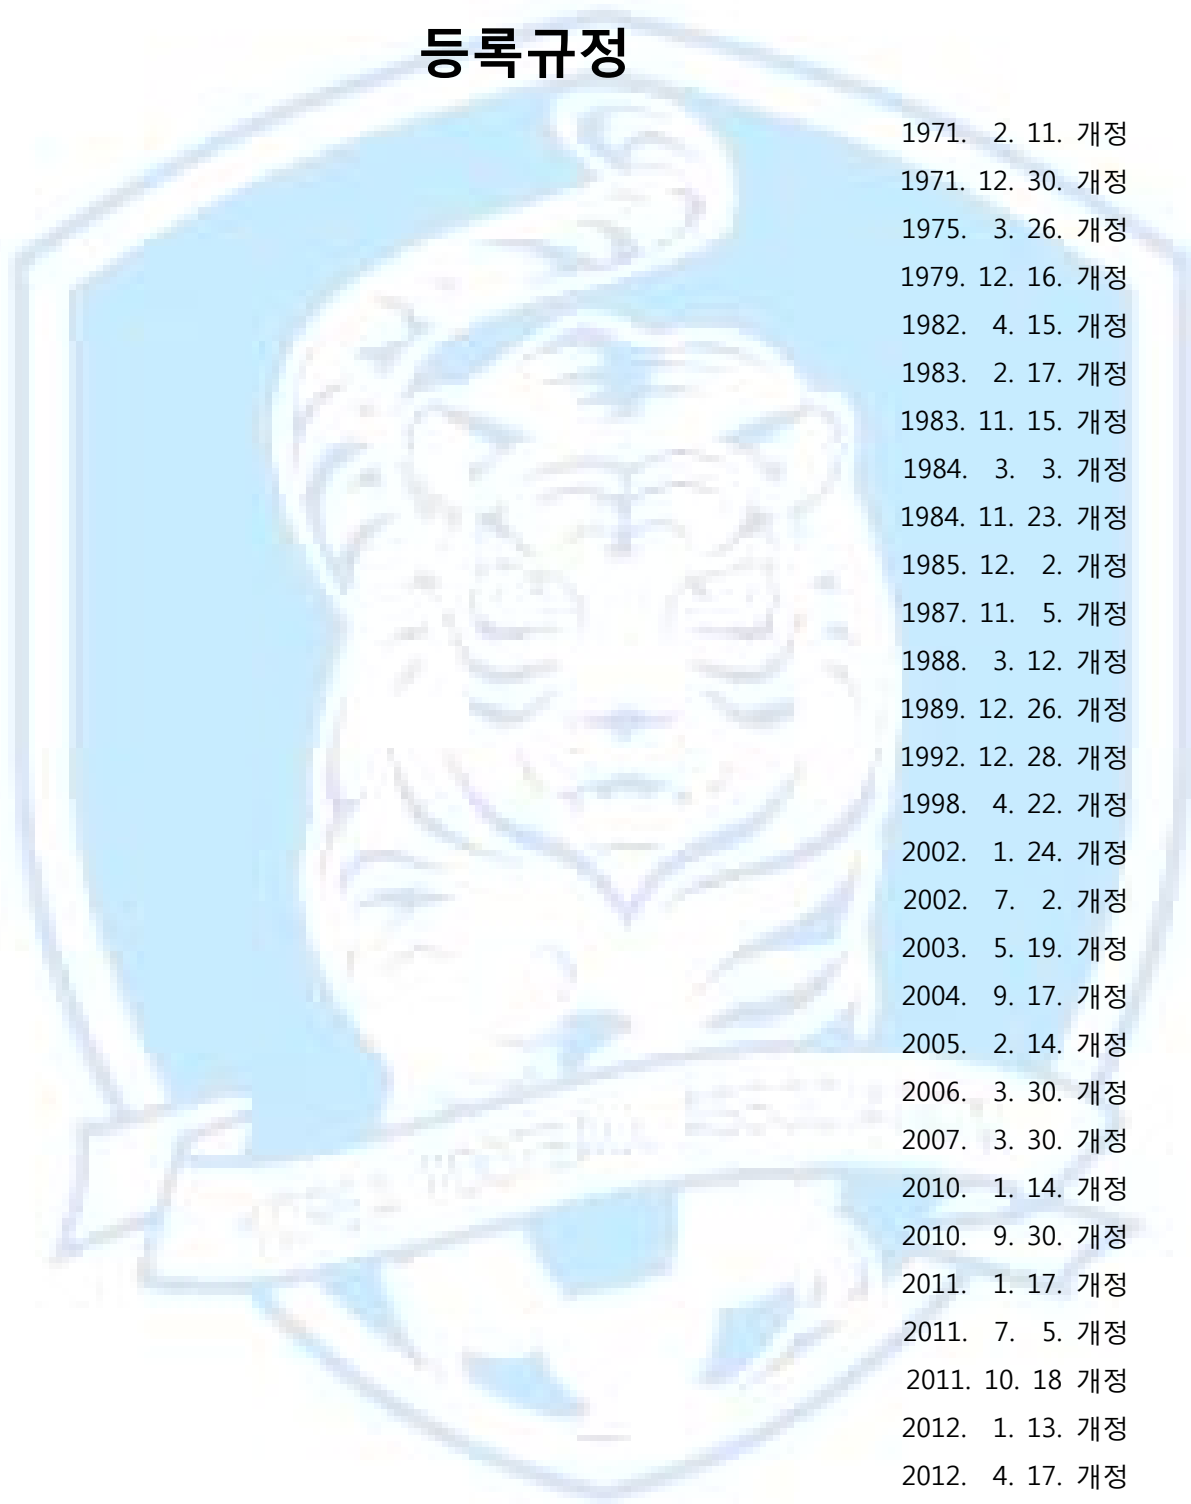 등록규정
1971. 2. 11. 개정
1971. 12. 30. 개정
1975. 3. 26. 개정
1979. 12. 16. 개정
1982. 4. 15. 개정
1983. 2. 17. 개정
1983. 11. 15. 개정
1984. 3. 3. 개정
1984. 11. 23. 개정
1985. 12. 2. 개정
1987. 11. 5. 개정
1988. 3. 12. 개정
1989. 12. 26. 개정
1992. 12. 28. 개정
1998. 4. 22. 개정
2002. 1. 24. 개정
2002. 7. 2. 개정
2003. 5. 19. 개정
2004. 9. 17. 개정
2005. 2. 14. 개정
2006. 3. 30. 개정
2007. 3. 30. 개정
2010. 1. 14. 개정
2010. 9. 30. 개정
2011. 1. 17. 개정
2011. 7. 5. 개정
2011. 10. 18 개정
2012. 1. 13. 개정
2012. 4. 17. 개정